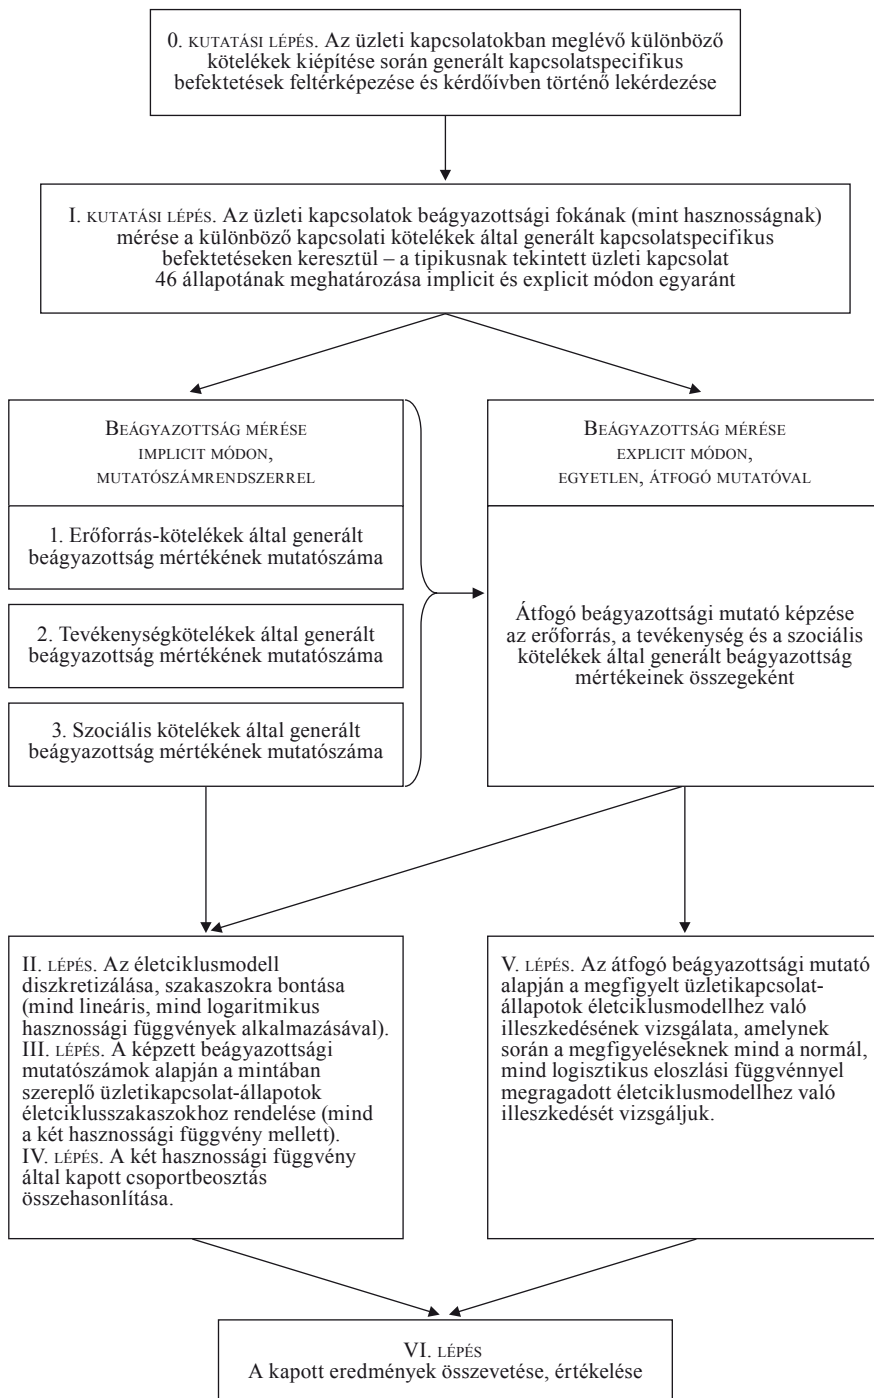 0. KUTATÁSI LÉPÉS. Az üzleti kapcsolatokban meglévő különböző
kötelékek kiépítése során generált kapcsolatspecifikus
befektetések feltérképezése és kérdőívben történő lekérdezése
I. KUTATÁSI LÉPÉS. Az üzleti kapcsolatok beágyazottsági fokának (mint hasznosságnak)
mérése a különböző kapcsolati kötelékek által generált kapcsolatspecifikus
befektetéseken keresztül – a tipikusnak tekintett üzleti kapcsolat
46 állapotának meghatározása implicit és explicit módon egyaránt
BEÁGYAZOTTSÁG MÉRÉSE
IMPLICIT MÓDON,
MUTATÓSZÁMRENDSZERREL
1. Erőforrás-kötelékek által generált
beágyazottság mértékének mutatószáma
2. Tevékenységkötelékek által generált
beágyazottság mértékének mutatószáma
3. Szociális kötelékek által generált
beágyazottság mértékének mutatószáma
BEÁGYAZOTTSÁG MÉRÉSE
EXPLICIT MÓDON,
EGYETLEN, ÁTFOGÓ MUTATÓVAL
Átfogó beágyazottsági mutató képzése
az erőforrás, a tevékenység és a szociális
kötelékek által generált beágyazottság
mértékeinek összegeként
II. LÉPÉS. Az életciklusmodell
diszkretizálása, szakaszokra bontása
(mind lineáris, mind logaritmikus
hasznossági függvények alkalmazásával).
III. LÉPÉS. A képzett beágyazottsági
mutatószámok alapján a mintában
szereplő üzletikapcsolat-állapotok
életciklusszakaszokhoz rendelése (mind
a két hasznossági függvény mellett).
IV. LÉPÉS. A két hasznossági függvény
által kapott csoportbeosztás
összehasonlítása.
V. LÉPÉS. Az átfogó beágyazottsági mutató
alapján a megfigyelt üzletikapcsolat-
állapotok életciklusmodellhez való
illeszkedésének vizsgálata, amelynek
során a megfigyeléseknek mind a normál,
mind logisztikus eloszlási függvénnyel
megragadott életciklusmodellhez való
illeszkedését vizsgáljuk.
VI. LÉPÉS
A kapott eredmények összevetése, értékelése